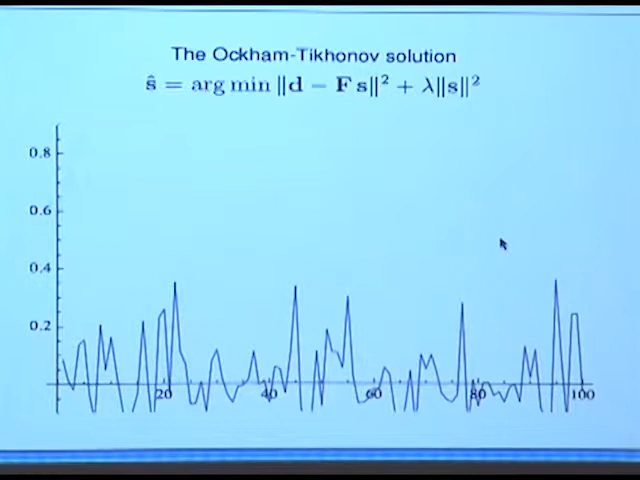 The Ockham-Tikhonov solution
ŝ = arg min ||d − F s||² + λ||s||²
0.8
0.6
0.4
0.2
20 40 60 80 100